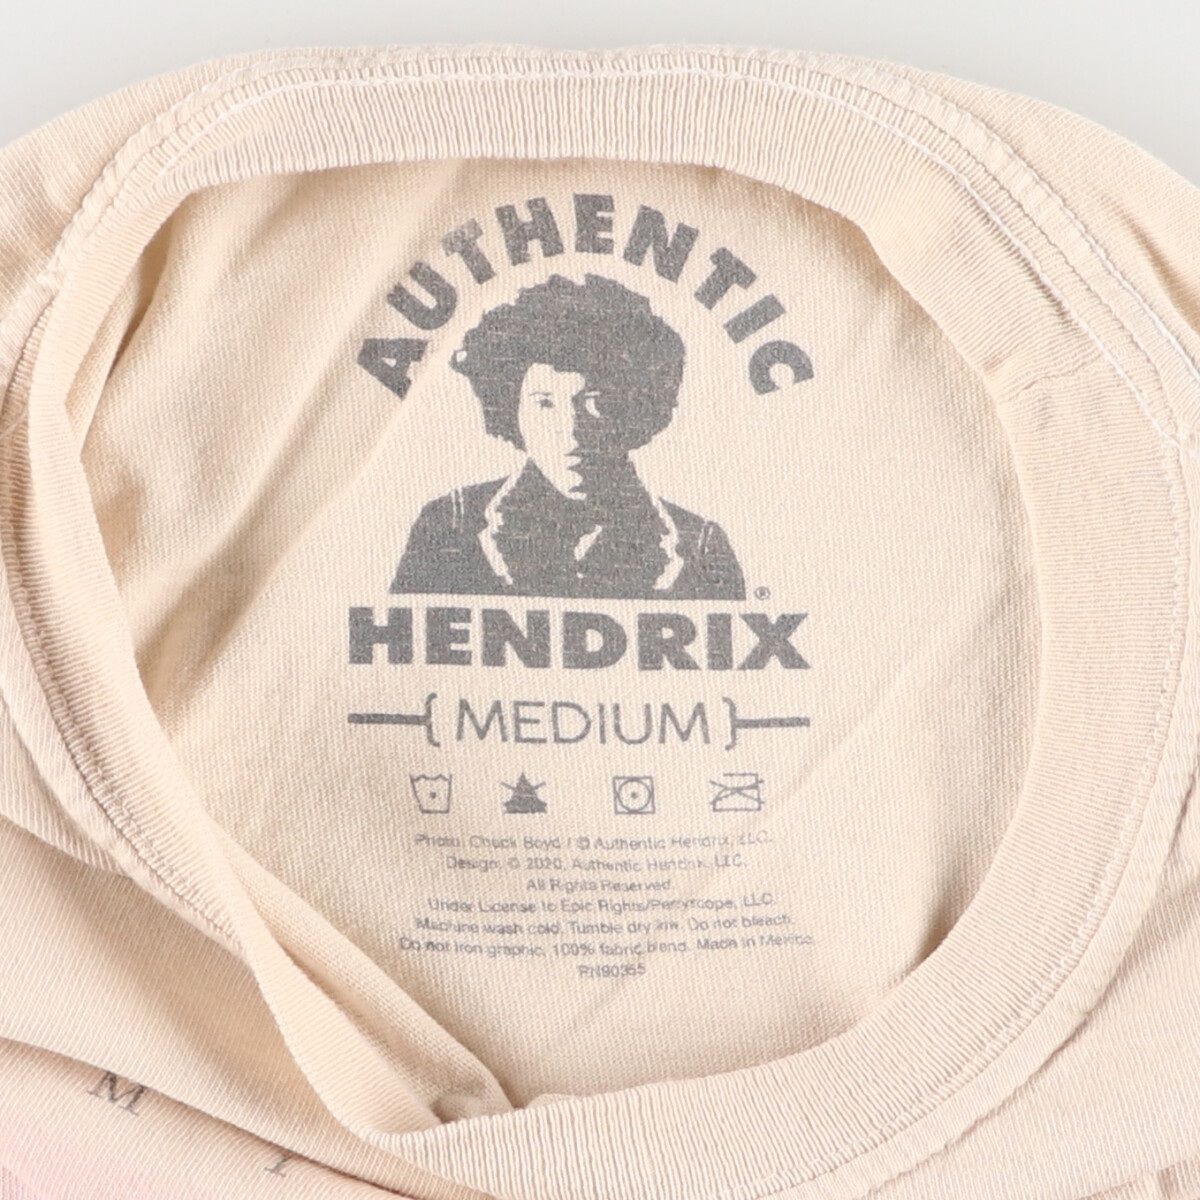 AUTHENTIC
®
HENDRIX
{MEDIUM}
Photo: Chuck Boyd / © Authentic Hendrix, LLC.
Design: © 2020, Authentic Hendrix, LLC.
All Rights Reserved.
Under License to Epic Rights/Perryscope, LLC.
Machine wash cold. Tumble dry low. Do not bleach.
Do not iron graphic. 100% fabric blend. Made in Mexico.
RN90365
M
I